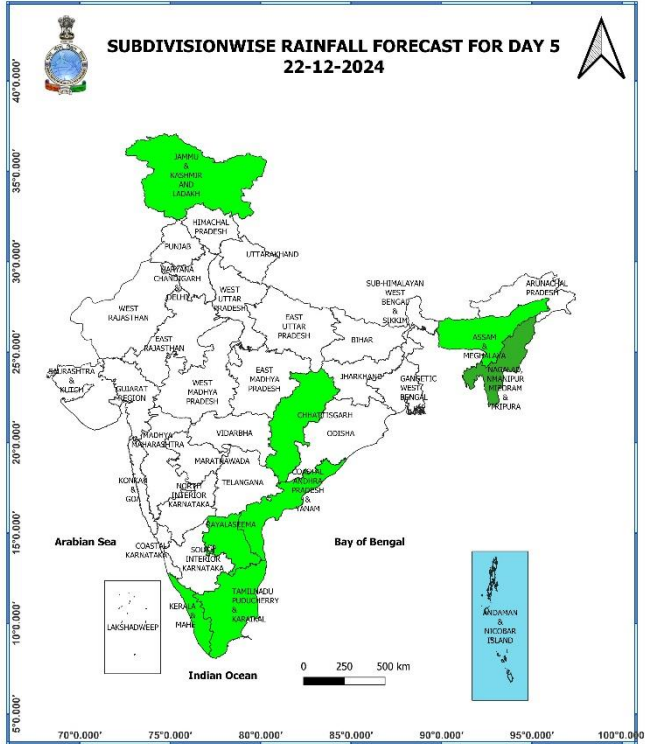 SUBDIVISIONWISE RAINFALL FORECAST FOR DAY 5
22-12-2024
40°0.000'
35°0.000'
30°0.000'
25°0.000'
20°0.000'
15°0.000'
10°0.000'
5°0.000'
JAMMU
&
KASHMIR
AND
LADAKH
HIMACHAL
PRADESH
PUNJAB
UTTARAKHAND
HARYANA
CHANDIGARH
&
DELHI
WEST
UTTAR
PRADESH
WEST
RAJASTHAN
EAST
RAJASTHAN
EAST
UTTAR
PRADESH
BIHAR
SUB-HIMALAYAN
WEST
BENGAL
&
SIKKIM
ARUNACHAL
PRADESH
ASSAM
&
MEGHALAYA
NAGALAD,
MIZORAM
&
TRIPURA
SAURASHTRA
&
KUTCH
GUJARAT
REGION
WEST
MADHYA
PRADESH
EAST
MADHYA
PRADESH
JHARKHAND
GANGETIC
WEST
BENGAL
CHHATTISGARH
ODISHA
MADHYA
MAHARASHTRA
VIDARBHA
MARATHAWADA
TELANGANA
KONKAN
&
GOA
NORTH
INTERIOR
KARNATAKA
COASTAL
ANDHRA
PRADESH
&
YANAM
RAYALASEEMA
COASTAL
KARNATAKA
SOUTH
INTERIOR
KARNATAKA
KERALA
&
MAHE
TAMILNADU
PUDUCHERRY
&
KARAIKAL
LAKSHADWEEP
ANDAMAN
&
NICOBAR
ISLAND
Arabian Sea
Bay of Bengal
Indian Ocean
0 250 500 km
70°0.000' 75°0.000' 80°0.000' 85°0.000' 90°0.000' 95°0.000' 100°0.000'